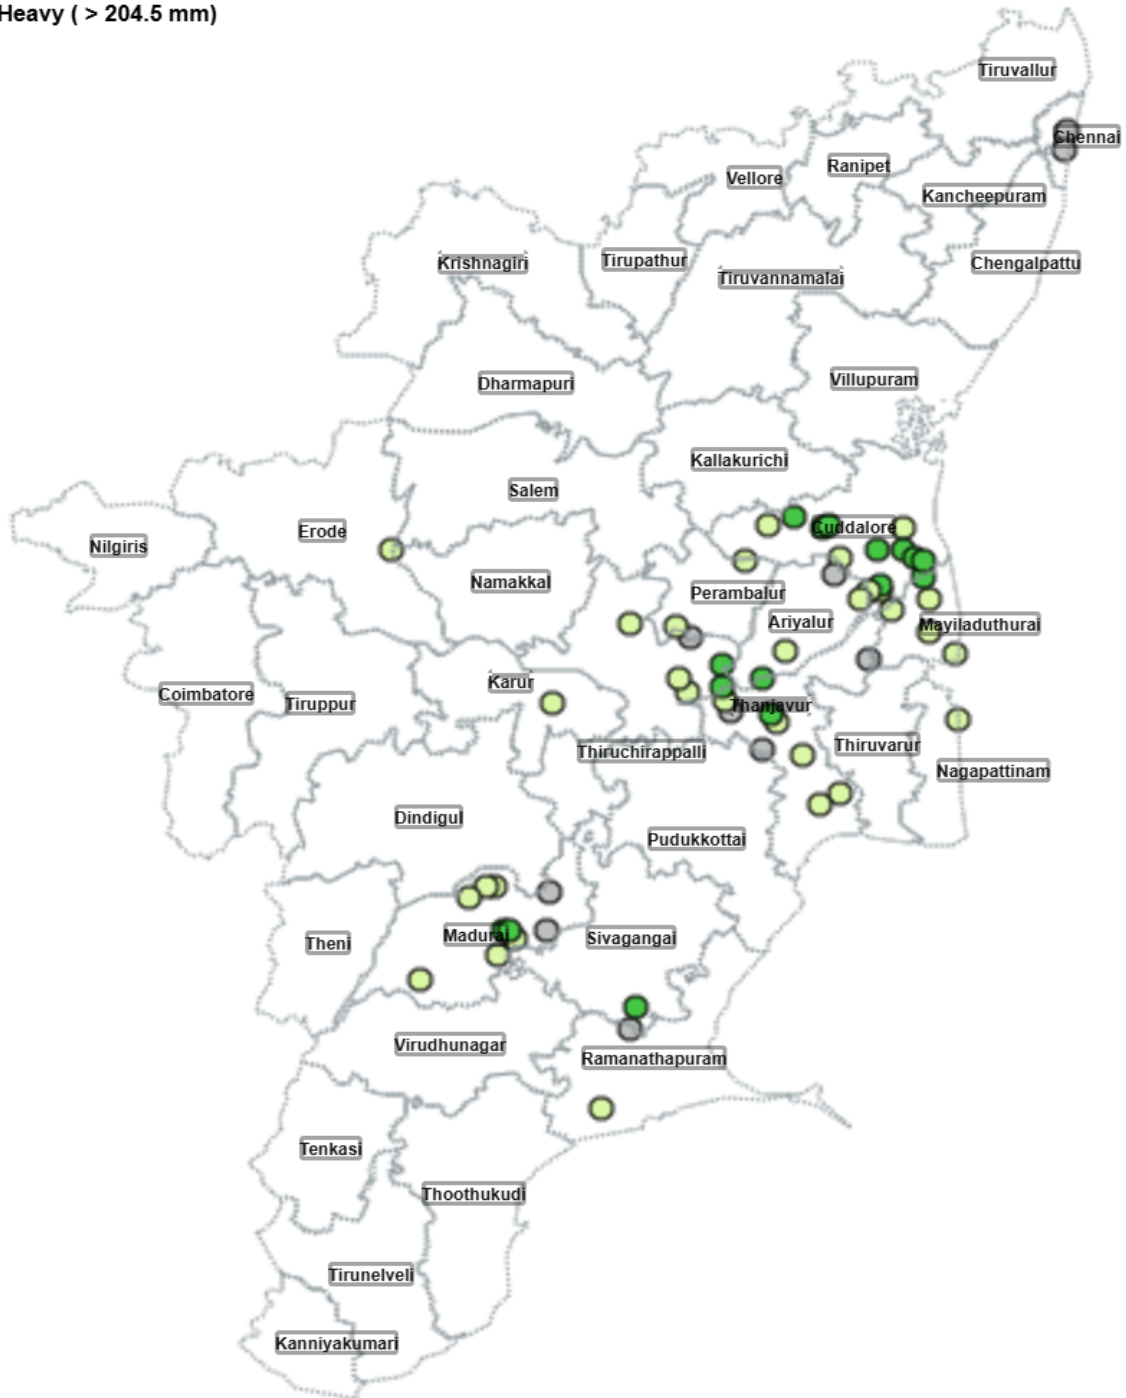 Heavy ( > 204.5 mm)
Tiruvallur
Chennai
Ranipet
Vellore
Kancheepuram
Krishnagiri
Tirupathur
Tiruvannamalai
Chengalpattu
Dharmapuri
Villupuram
Kallakurichi
Salem
Cuddalore
Erode
Nilgiris
Namakkal
Perambalur
Ariyalur
Mayiladuthurai
Karur
Coimbatore
Tiruppur
Thanjavur
Thiruchirappalli
Thiruvarur
Nagapattinam
Dindigul
Pudukkottai
Madurai
Sivagangai
Theni
Virudhunagar
Ramanathapuram
Tenkasi
Thoothukudi
Tirunelveli
Kanniyakumari